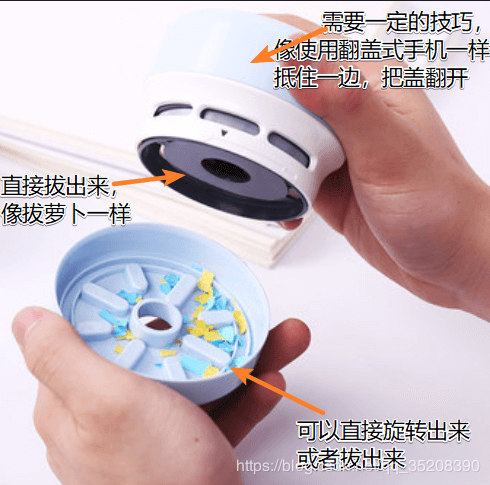 需要一定的技巧，
像使用翻盖式手机一样
抵住一边，把盖翻开
直接拔出来，
像拔萝卜一样
可以直接旋转出来
或者拔出来